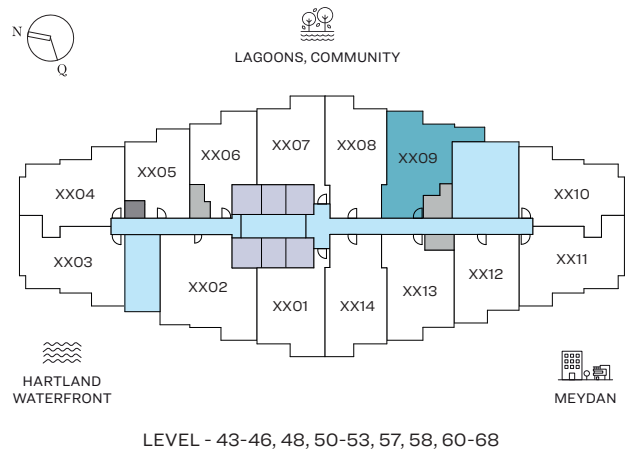 N
Q
LAGOONS, COMMUNITY
XX07
XX08
XX06
XX09
XX05
XX04
XX10
XX03
XX11
XX02
XX12
XX13
XX01
XX14
HARTLAND
WATERFRONT
MEYDAN
LEVEL - 43-46, 48, 50-53, 57, 58, 60-68